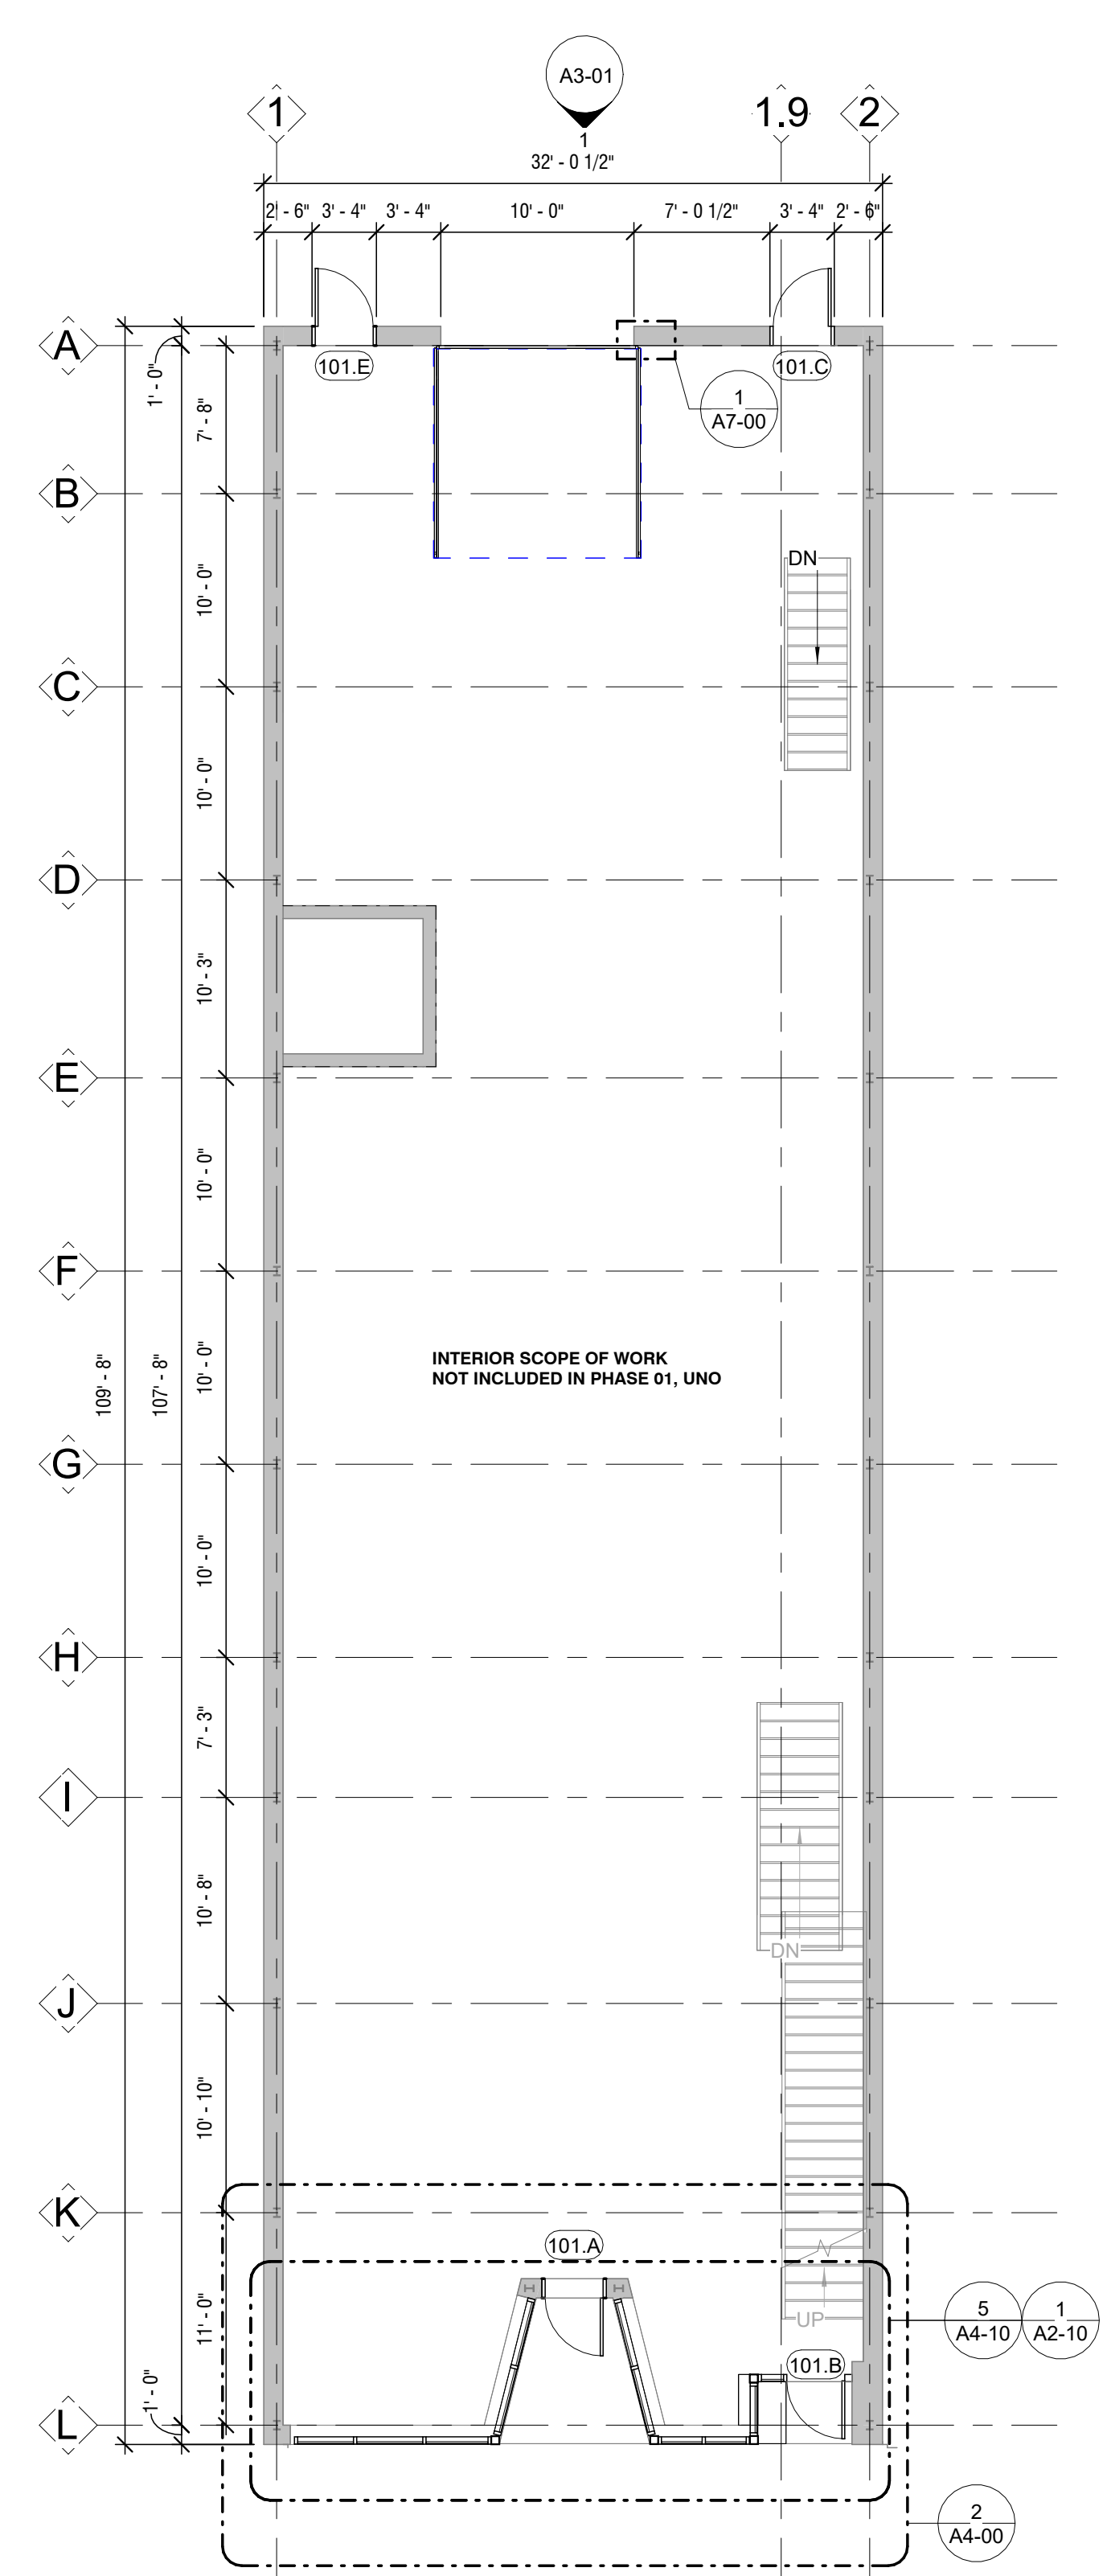 A3-01
1
1
1.9
2
32' - 0 1/2"
2' - 6"
3' - 4"
3' - 4"
10' - 0"
7' - 0 1/2"
3' - 4"
2' - 6"
A
1' - 0"
101.E
101.C
7' - 8"
1
A7-00
B
10' - 0"
DN
C
10' - 0"
D
10' - 3"
E
10' - 0"
F
INTERIOR SCOPE OF WORK
NOT INCLUDED IN PHASE 01, UNO
109' - 8"
107' - 8"
10' - 0"
G
10' - 0"
H
7' - 3"
I
10' - 8"
DN
J
10' - 10"
K
101.A
11' - 0"
UP
5
A4-10
1
A2-10
101.B
1' - 0"
L
2
A4-00